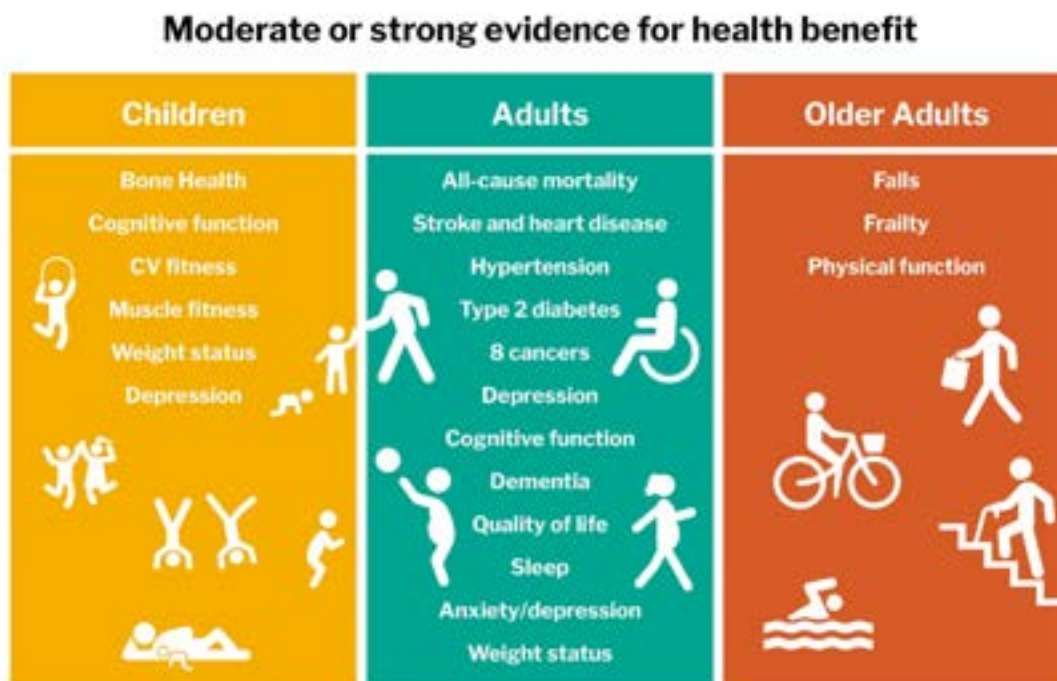 Moderate or strong evidence for health benefit
Children
Bone Health
Cognitive function
CV fitness
Muscle fitness
Weight status
Depression
Adults
All-cause mortality
Stroke and heart disease
Hypertension
Type 2 diabetes
8 cancers
Depression
Cognitive function
Dementia
Quality of life
Sleep
Anxiety/depression
Weight status
Older Adults
Falls
Frailty
Physical function